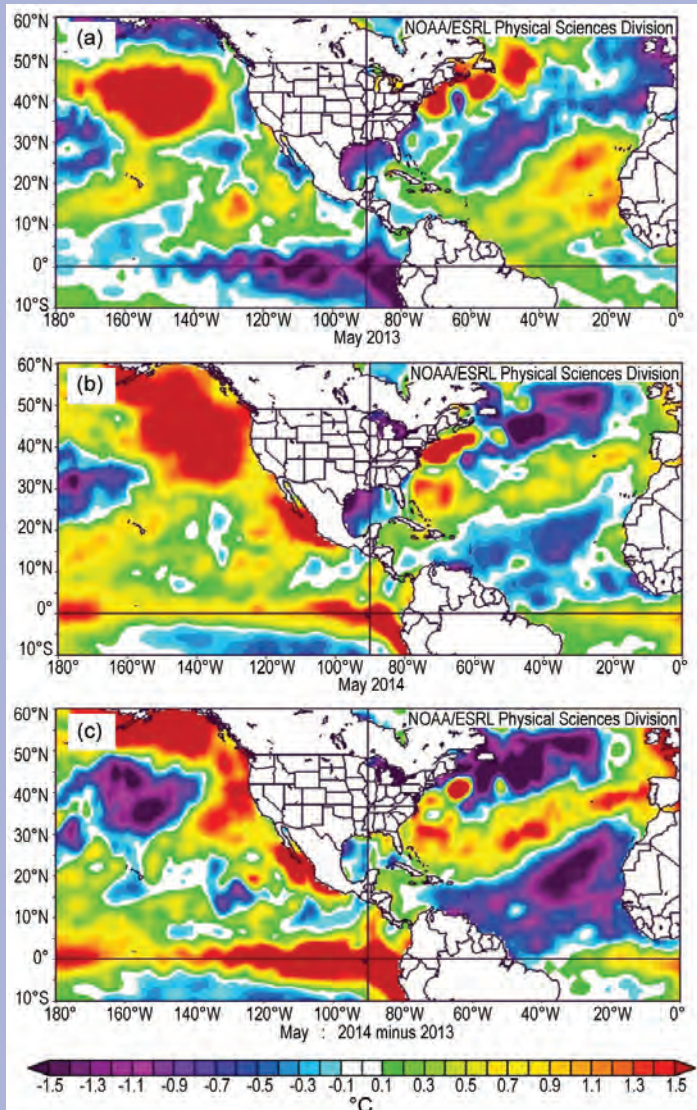 60°N
(a)
NOAA/ESRL Physical Sciences Division
50°N
40°N
30°N
20°N
10°N
0°
10°S
180° 160°W 140°W 120°W 100°W 80°W 60°W 40°W 20°W 0°
May 2013
60°N
(b)
NOAA/ESRL Physical Sciences Division
50°N
40°N
30°N
20°N
10°N
0°
10°S
180° 160°W 140°W 120°W 100°W 80°W 60°W 40°W 20°W 0°
May 2014
60°N
(c)
NOAA/ESRL Physical Sciences Division
50°N
40°N
30°N
20°N
10°N
0°
10°S
180° 160°W 140°W 120°W 100°W 80°W 60°W 40°W 20°W 0°
May : 2014 minus 2013
-1.5 -1.3 -1.1 -0.9 -0.7 -0.5 -0.3 -0.1 0.1 0.3 0.5 0.7 0.9 1.1 1.3 1.5
°C